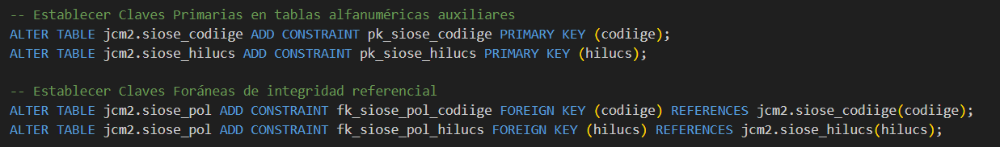 -- Establecer Claves Primarias en tablas alfanuméricas auxiliares
ALTER TABLE jcm2.siose_codiige ADD CONSTRAINT pk_siose_codiige PRIMARY KEY (codiige);
ALTER TABLE jcm2.siose_hilucs ADD CONSTRAINT pk_siose_hilucs PRIMARY KEY (hilucs);
-- Establecer Claves Foráneas de integridad referencial
ALTER TABLE jcm2.siose_pol ADD CONSTRAINT fk_siose_pol_codiige FOREIGN KEY (codiige) REFERENCES jcm2.siose_codiige(codiige);
ALTER TABLE jcm2.siose_pol ADD CONSTRAINT fk_siose_pol_hilucs FOREIGN KEY (hilucs) REFERENCES jcm2.siose_hilucs(hilucs);